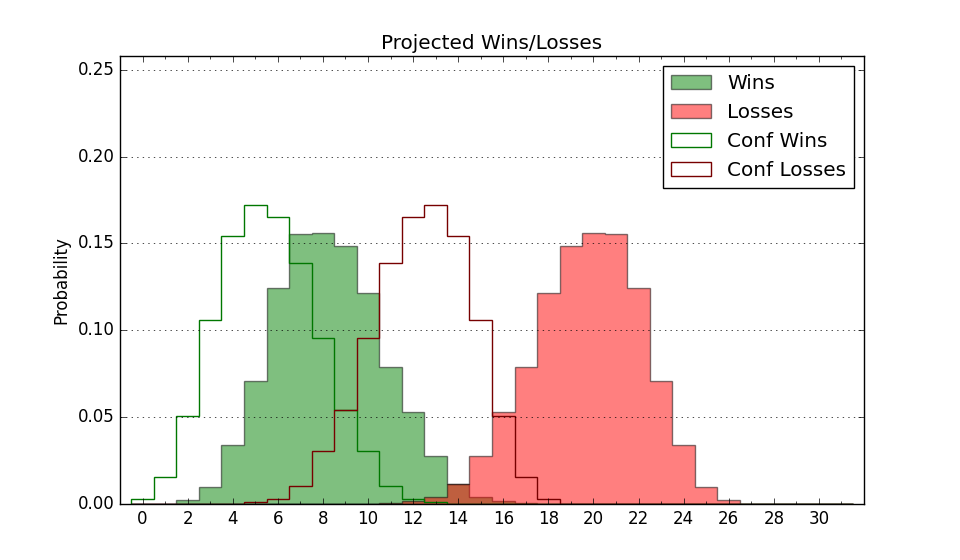 Projected Wins/Losses
0.25
0.20
0.15
0.10
0.05
0.00
Probability
Wins
Losses
Conf Wins
Conf Losses
0 2 4 6 8 10 12 14 16 18 20 22 24 26 28 30